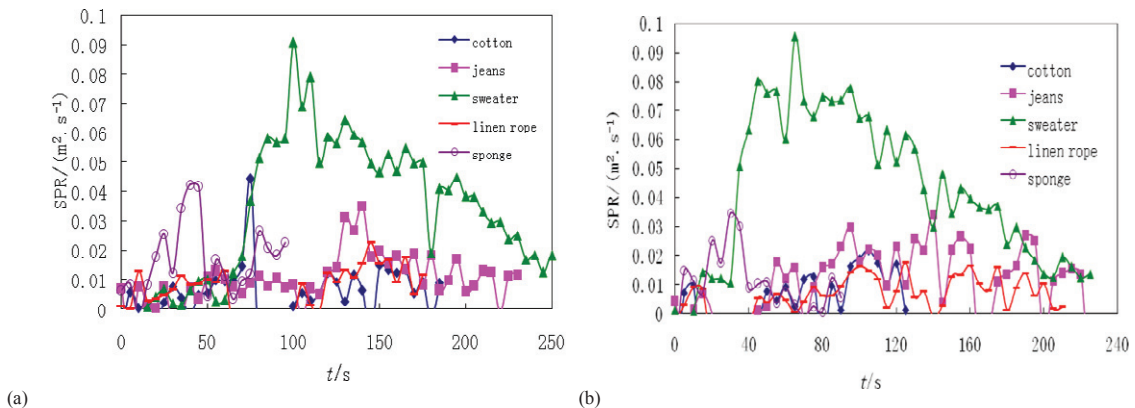 0.1
0.09
0.08
0.07
0.06
0.05
0.04
0.03
0.02
0.01
0
SPR/(m². s⁻¹)
cotton
jeans
sweater
linen rope
sponge
0 50 100 150 200 250
t/s
(a)
0.1
0.09
0.08
0.07
0.06
0.05
0.04
0.03
0.02
0.01
0
SPR/(m². s⁻¹)
cotton
jeans
sweater
linen rope
sponge
0 40 80 120 160 200 240
t/s
(b)